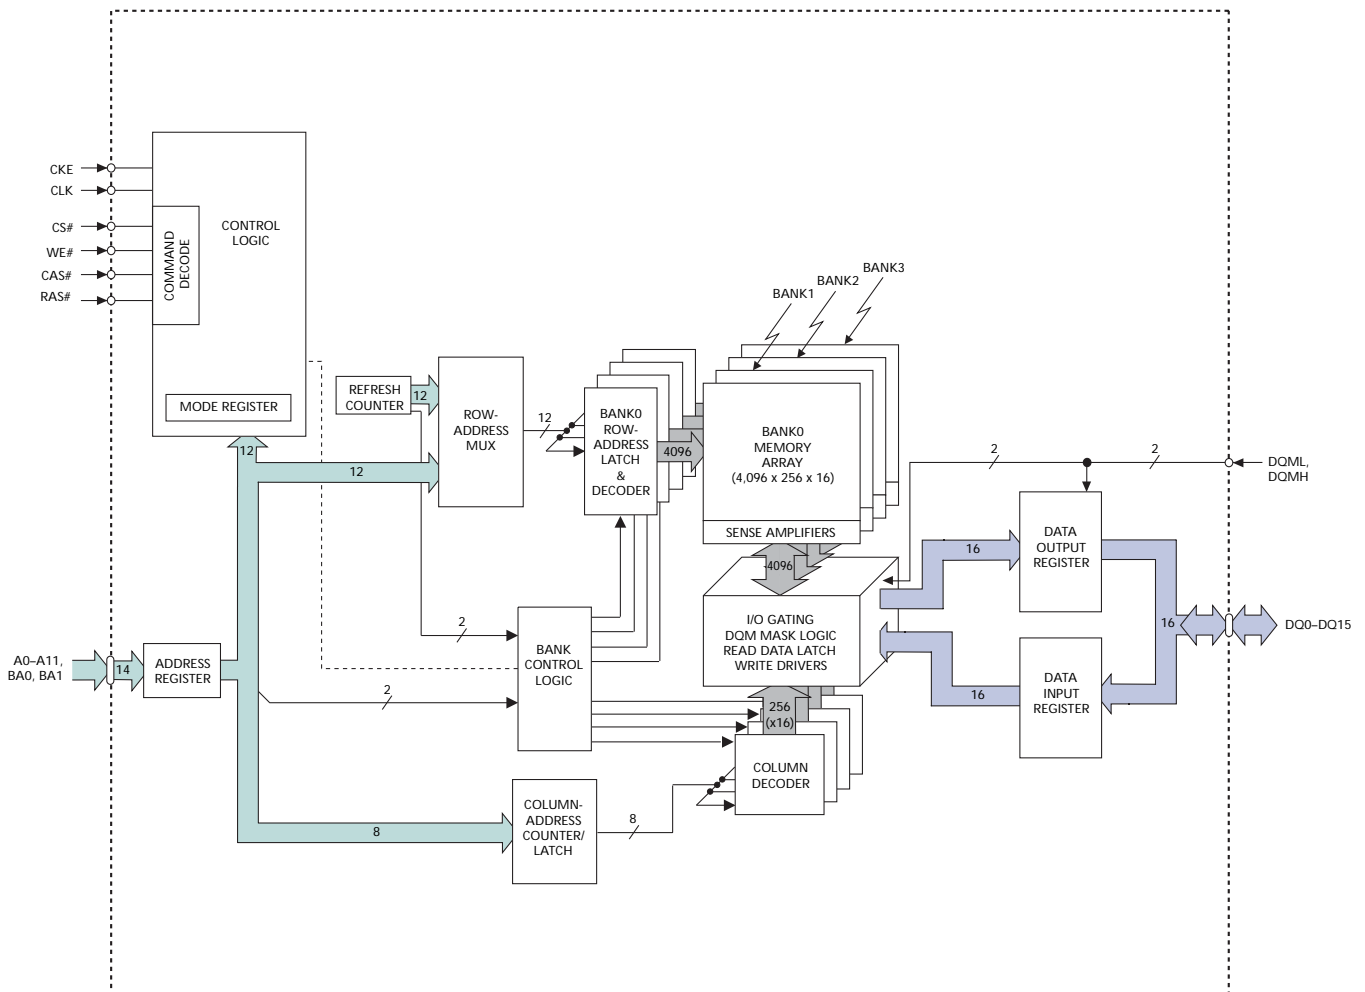 CKE
CLK
CS#
WE#
CAS#
RAS#
COMMAND
DECODE
CONTROL
LOGIC
MODE REGISTER
12
BANK3
BANK2
BANK1
REFRESH
COUNTER
12
12
ROW-
ADDRESS
MUX
12
BANK0
ROW-
ADDRESS
LATCH
&
DECODER
4096
BANK0
MEMORY
ARRAY
(4,096 x 256 x 16)
SENSE AMPLIFIERS
4096
I/O GATING
DQM MASK LOGIC
READ DATA LATCH
WRITE DRIVERS
2
2
DQML,
DQMH
16
DATA
OUTPUT
REGISTER
16
DQ0–DQ15
16
DATA
INPUT
REGISTER
A0–A11,
BA0, BA1
14
ADDRESS
REGISTER
2
2
BANK
CONTROL
LOGIC
256
(x16)
COLUMN
DECODER
8
COLUMN-
ADDRESS
COUNTER/
LATCH
8